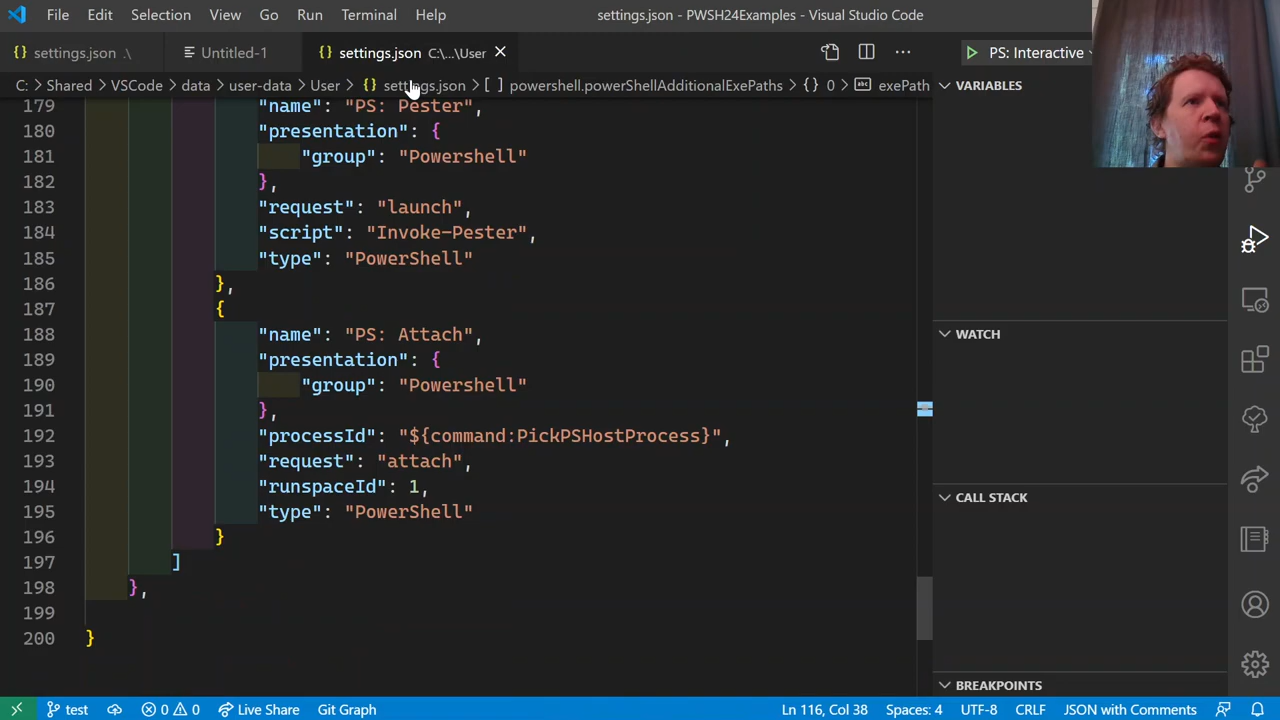 File Edit Selection View Go Run Terminal Help settings.json - PWSH24Examples - Visual Studio Code
settings.json .\ Untitled-1 settings.json C:\...\User PS: Interactive
C: > Shared > VSCode > data > user-data > User > {} settings.json > [ ] powershell.powerShellAdditionalExePaths > {} 0 > abc exePath
VARIABLES
179 "name": "PS: Pester",
180 "presentation": {
181 "group": "Powershell"
182 },
183 "request": "launch",
184 "script": "Invoke-Pester",
185 "type": "PowerShell"
186 },
187 {
188 "name": "PS: Attach",
189 "presentation": {
190 "group": "Powershell"
191 },
192 "processId": "${command:PickPSHostProcess}",
193 "request": "attach",
194 "runspaceId": 1,
195 "type": "PowerShell"
196 }
197 ]
198 },
199
200 }
WATCH
CALL STACK
BREAKPOINTS
test 0 0 Live Share Git Graph Ln 116, Col 38 Spaces: 4 UTF-8 CRLF JSON with Comments